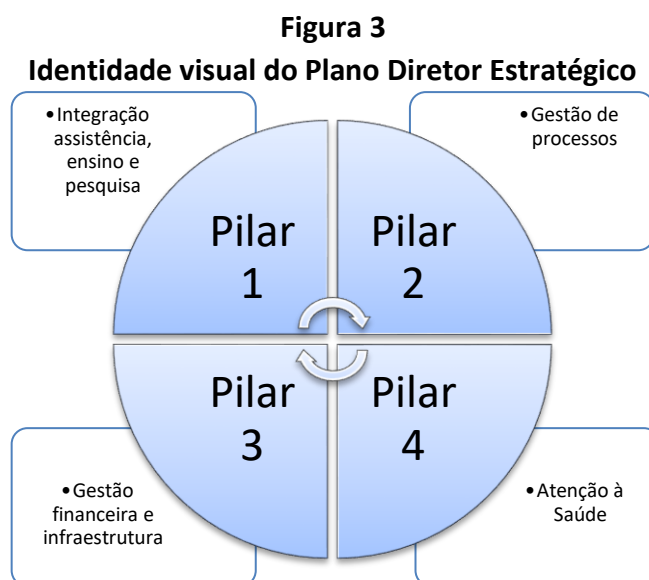 Figura 3
Identidade visual do Plano Diretor Estratégico
•Integração
assistência,
ensino e
pesquisa
•Gestão de
processos
Pilar
1
Pilar
2
Pilar
3
Pilar
4
•Gestão
financeira e
infraestrutura
•Atenção à
Saúde